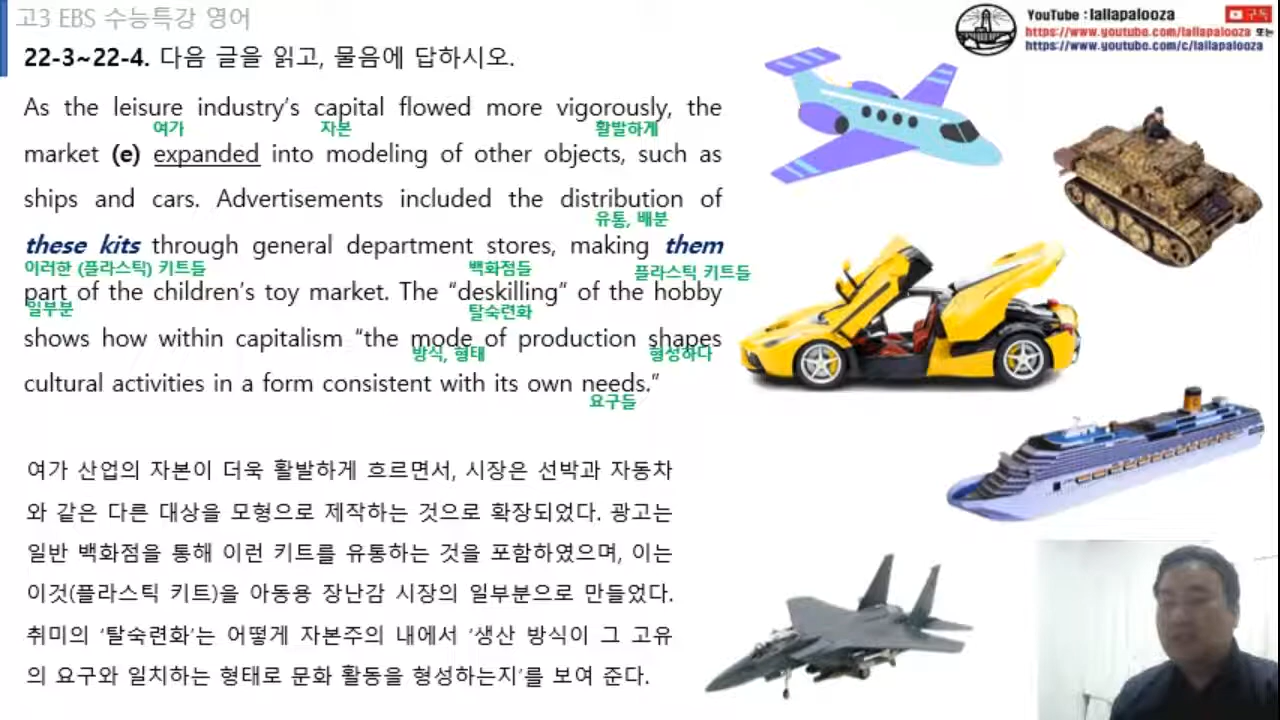 고3 EBS 수능특강 영어
YouTube : lallapalooza
구독
https://www.youtube.com/lallapalooza 또는
https://www.youtube.com/c/lallapalooza
22-3~22-4. 다음 글을 읽고, 물음에 답하시오.
As the leisure industry's capital flowed more vigorously, the
여가 자본 활발하게
market (e) expanded into modeling of other objects, such as
ships and cars. Advertisements included the distribution of
유통, 배분
these kits through general department stores, making them
이러한 (플라스틱) 키트들 백화점들 플라스틱 키트들
part of the children's toy market. The “deskilling“ of the hobby
일부분 탈숙련화
shows how within capitalism “the mode of production shapes
방식, 형태 형성하다
cultural activities in a form consistent with its own needs.”
요구들
여가 산업의 자본이 더욱 활발하게 흐르면서, 시장은 선박과 자동차
와 같은 다른 대상을 모형으로 제작하는 것으로 확장되었다. 광고는
일반 백화점을 통해 이런 키트를 유통하는 것을 포함하였으며, 이는
이것(플라스틱 키트)을 아동용 장난감 시장의 일부분으로 만들었다.
취미의 ‘탈숙련화’는 어떻게 자본주의 내에서 ‘생산 방식이 그 고유
의 요구와 일치하는 형태로 문화 활동을 형성하는지’를 보여 준다.